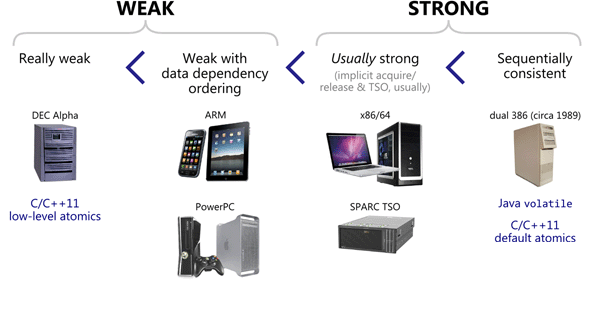 WEAK
STRONG
Really weak
Weak with
data dependency
ordering
Usually strong
(implicit acquire/
release & TSO, usually)
Sequentially
consistent
DEC Alpha
ARM
x86/64
dual 386 (circa 1989)
C/C++11
low-level atomics
PowerPC
SPARC TSO
Java volatile
C/C++11
default atomics